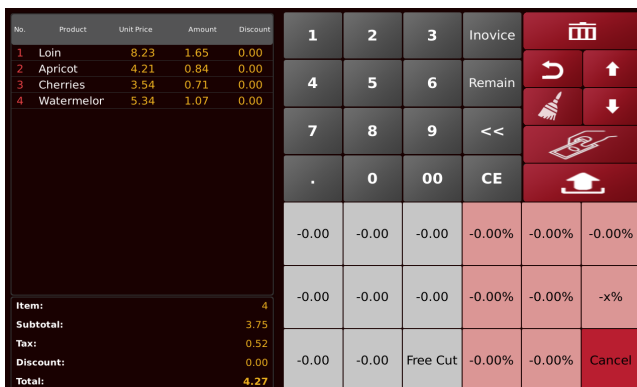 No. Product Unit Price Amount Discount
1 Loin 8.23 1.65 0.00
2 Apricot 4.21 0.84 0.00
3 Cherries 3.54 0.71 0.00
4 Watermelor 5.34 1.07 0.00
Item: 4
Subtotal: 3.75
Tax: 0.52
Discount: 0.00
Total: 4.27
1 2 3 Inovice
4 5 6 Remain
7 8 9 <<
. 0 00 CE
-0.00 -0.00 -0.00 -0.00% -0.00% -0.00%
-0.00 -0.00 -0.00 -0.00% -0.00% -x%
-0.00 -0.00 Free Cut -0.00% -0.00% Cancel